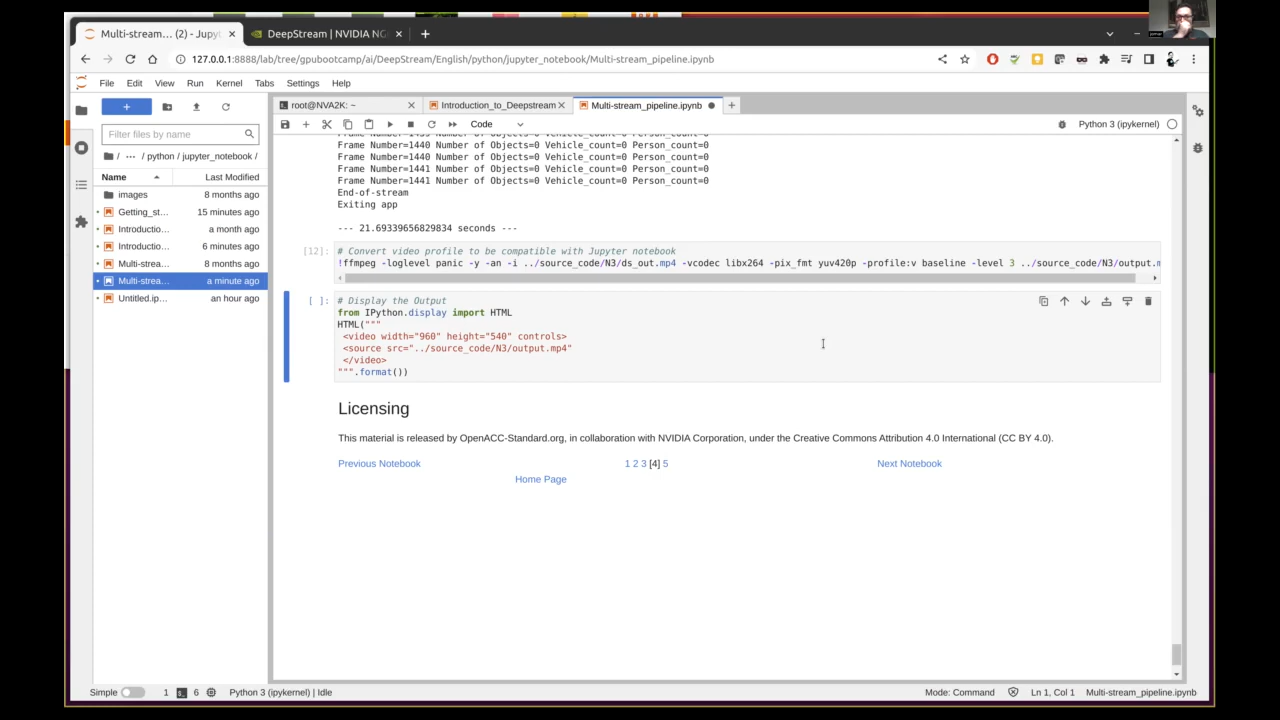 Multi-stream… (2) - Jupyt
DeepStream | NVIDIA NG
127.0.0.1:8888/lab/tree/gpubootcamp/ai/DeepStream/English/python/jupyter_notebook/Multi-stream_pipeline.ipynb
File Edit View Run Kernel Tabs Settings Help
root@NVA2K: ~
Introduction_to_Deepstream
Multi-stream_pipeline.ipynb
Code
Python 3 (ipykernel)
Filter files by name
/ ··· / python / jupyter_notebook /
Name Last Modified
images 8 months ago
Getting_st... 15 minutes ago
Introductio... a month ago
Introductio... 6 minutes ago
Multi-strea... 8 months ago
Multi-strea... a minute ago
Untitled.ip... an hour ago
Frame Number=1440 Number of Objects=0 Vehicle_count=0 Person_count=0
Frame Number=1440 Number of Objects=0 Vehicle_count=0 Person_count=0
Frame Number=1441 Number of Objects=0 Vehicle_count=0 Person_count=0
Frame Number=1441 Number of Objects=0 Vehicle_count=0 Person_count=0
End-of-stream
Exiting app
--- 21.69339656829834 seconds ---
[12]: # Convert video profile to be compatible with Jupyter notebook
!ffmpeg -loglevel panic -y -an -i ../source_code/N3/ds_out.mp4 -vcodec libx264 -pix_fmt yuv420p -profile:v baseline -level 3 ../source_code/N3/output.m
[ ]: # Display the Output
from IPython.display import HTML
HTML("""
<video width="960" height="540" controls>
<source src="../source_code/N3/output.mp4"
</video>
""".format())
Licensing
This material is released by OpenACC-Standard.org, in collaboration with NVIDIA Corporation, under the Creative Commons Attribution 4.0 International (CC BY 4.0).
Previous Notebook 1 2 3 [4] 5 Next Notebook
Home Page
Simple 1 6 Python 3 (ipykernel) | Idle Mode: Command Ln 1, Col 1 Multi-stream_pipeline.ipynb